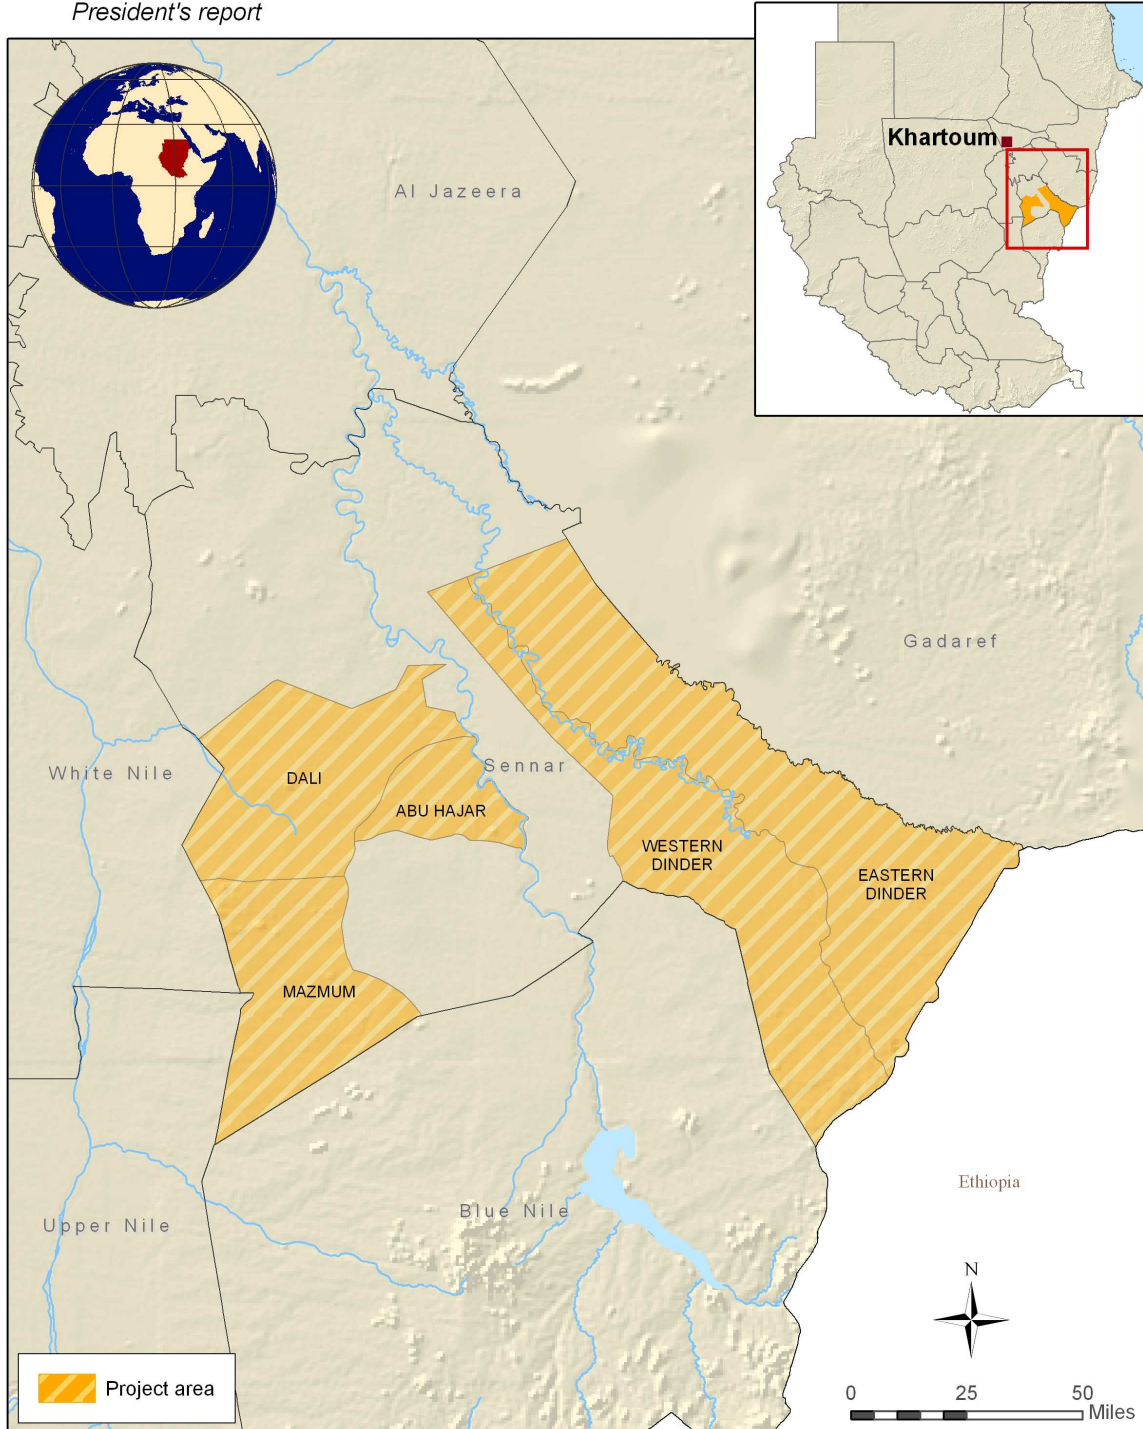 President's report
Khartoum
Al Jazeera
Gadaref
White Nile
DALI
Sennar
ABU HAJAR
WESTERN
DINDER
EASTERN
DINDER
MAZMUM
Ethiopia
Upper Nile
Blue Nile
N
Project area
0 25 50
Miles